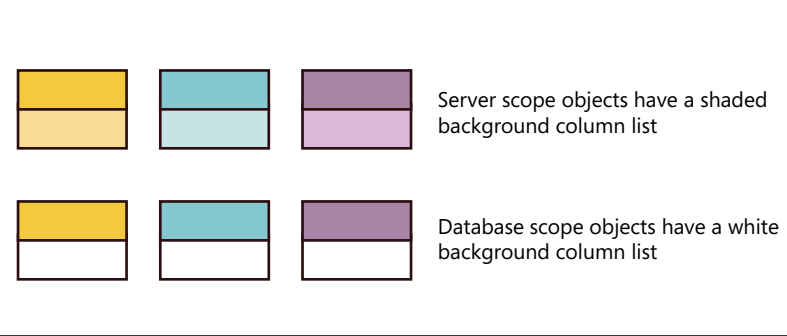 Server scope objects have a shaded
background column list
Database scope objects have a white
background column list